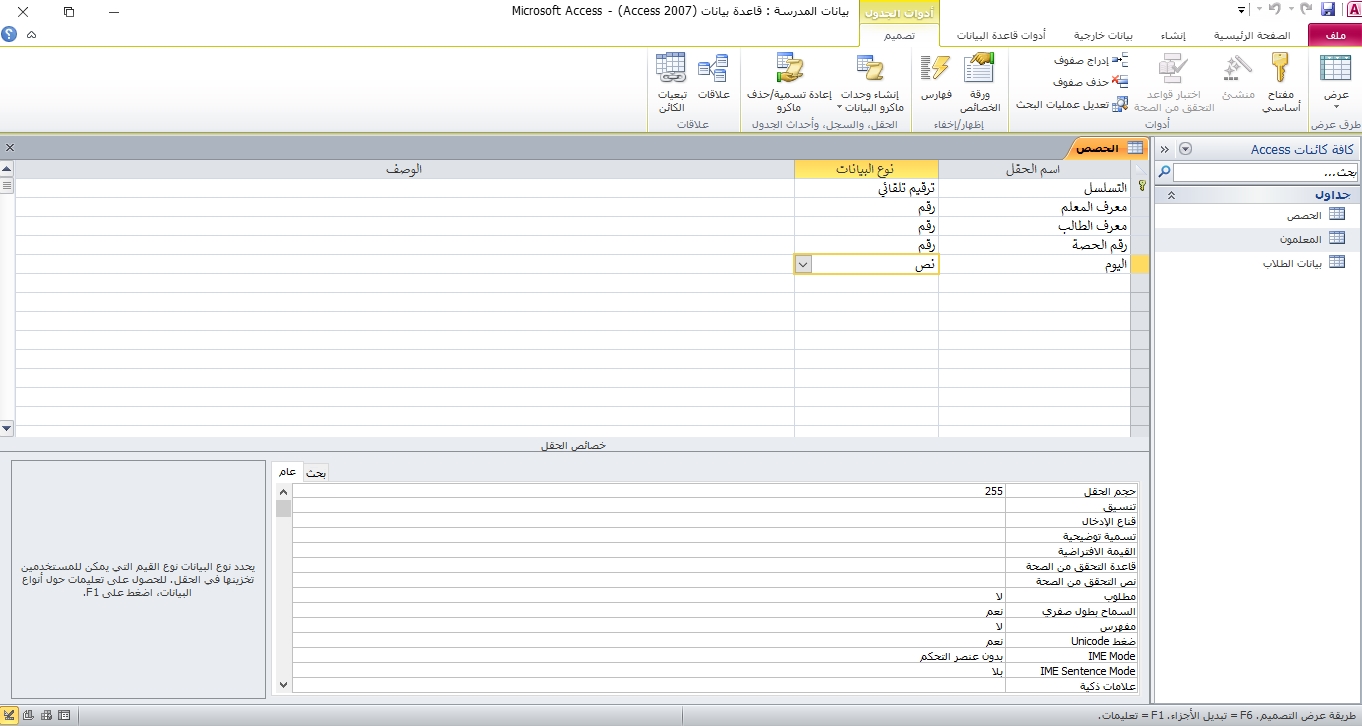 بيانات المدرسة : قاعدة بيانات (Access 2007) - Microsoft Access
أدوات الجدول
ملف
الصفحة الرئيسية
إنشاء
بيانات خارجية
أدوات قاعدة البيانات
تصميم
عرض
مفتاح أساسي
منشئ
اختبار قواعد التحقق من الصحة
إدراج صفوف
حذف صفوف
تعديل عمليات البحث
ورقة الخصائص
فهارس
إنشاء وحدات ماكرو البيانات
إعادة تسمية/حذف ماكرو
علاقات
تبعيات الكائن
طرق عرض
أدوات
إظهار/إخفاء
الحقل، والسجل، وأحداث الجدول
علاقات
كافة كائنات Access
بحث...
جداول
الحصص
المعلمون
بيانات الطلاب
الحصص
اسم الحقل نوع البيانات الوصف
التسلسل ترقيم تلقائي
معرف المعلم رقم
معرف الطالب رقم
رقم الحصة رقم
اليوم نص
خصائص الحقل
عام بحث
حجم الحقل 255
تنسيق
قناع الإدخال
تسمية توضيحية
القيمة الافتراضية
قاعدة التحقق من الصحة
نص التحقق من الصحة
مطلوب لا
السماح بطول صفري نعم
مفهرس لا
ضغط Unicode نعم
IME Mode بدون عنصر التحكم
IME Sentence Mode بلا
علامات ذكية
يحدد نوع البيانات نوع القيم التي يمكن للمستخدمين
تخزينها في الحقل. للحصول على تعليمات حول أنواع
البيانات، اضغط على F1.
طريقة عرض التصميم. F6 = تبديل الأجزاء. F1 = تعليمات.